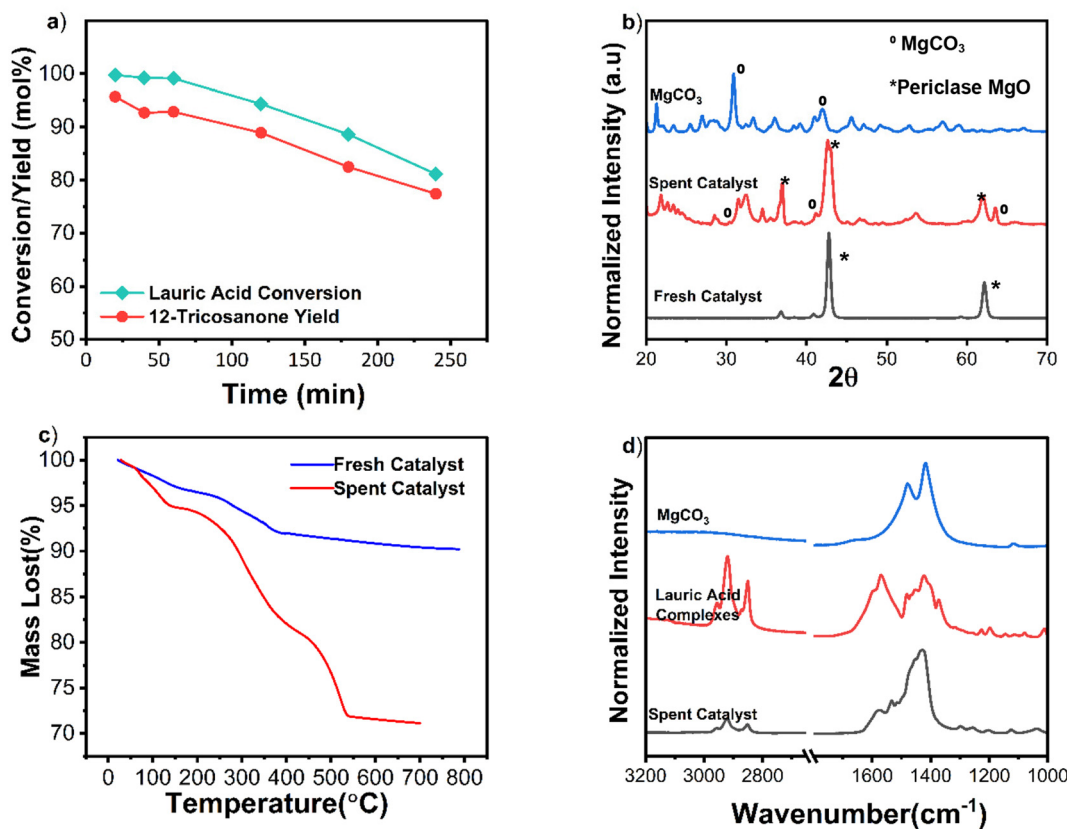 a)
Conversion/Yield (mol%)
100
90
80
70
60
50
Lauric Acid Conversion
12-Tricosanone Yield
0 50 100 150 200 250
Time (min)
b)
Normalized Intensity (a.u)
o MgCO3
*Periclase MgO
MgCO3
o
o
Spent Catalyst
*
*
o
o
*
o
Fresh Catalyst
*
*
20 30 40 50 60 70
2θ
c)
Mass Lost(%)
100
95
90
85
80
75
70
Fresh Catalyst
Spent Catalyst
0 100 200 300 400 500 600 700 800
Temperature(°C)
d)
Normalized Intensity
MgCO3
Lauric Acid
Complexes
Spent Catalyst
3200 3000 2800 1600 1400 1200 1000
Wavenumber(cm-1)